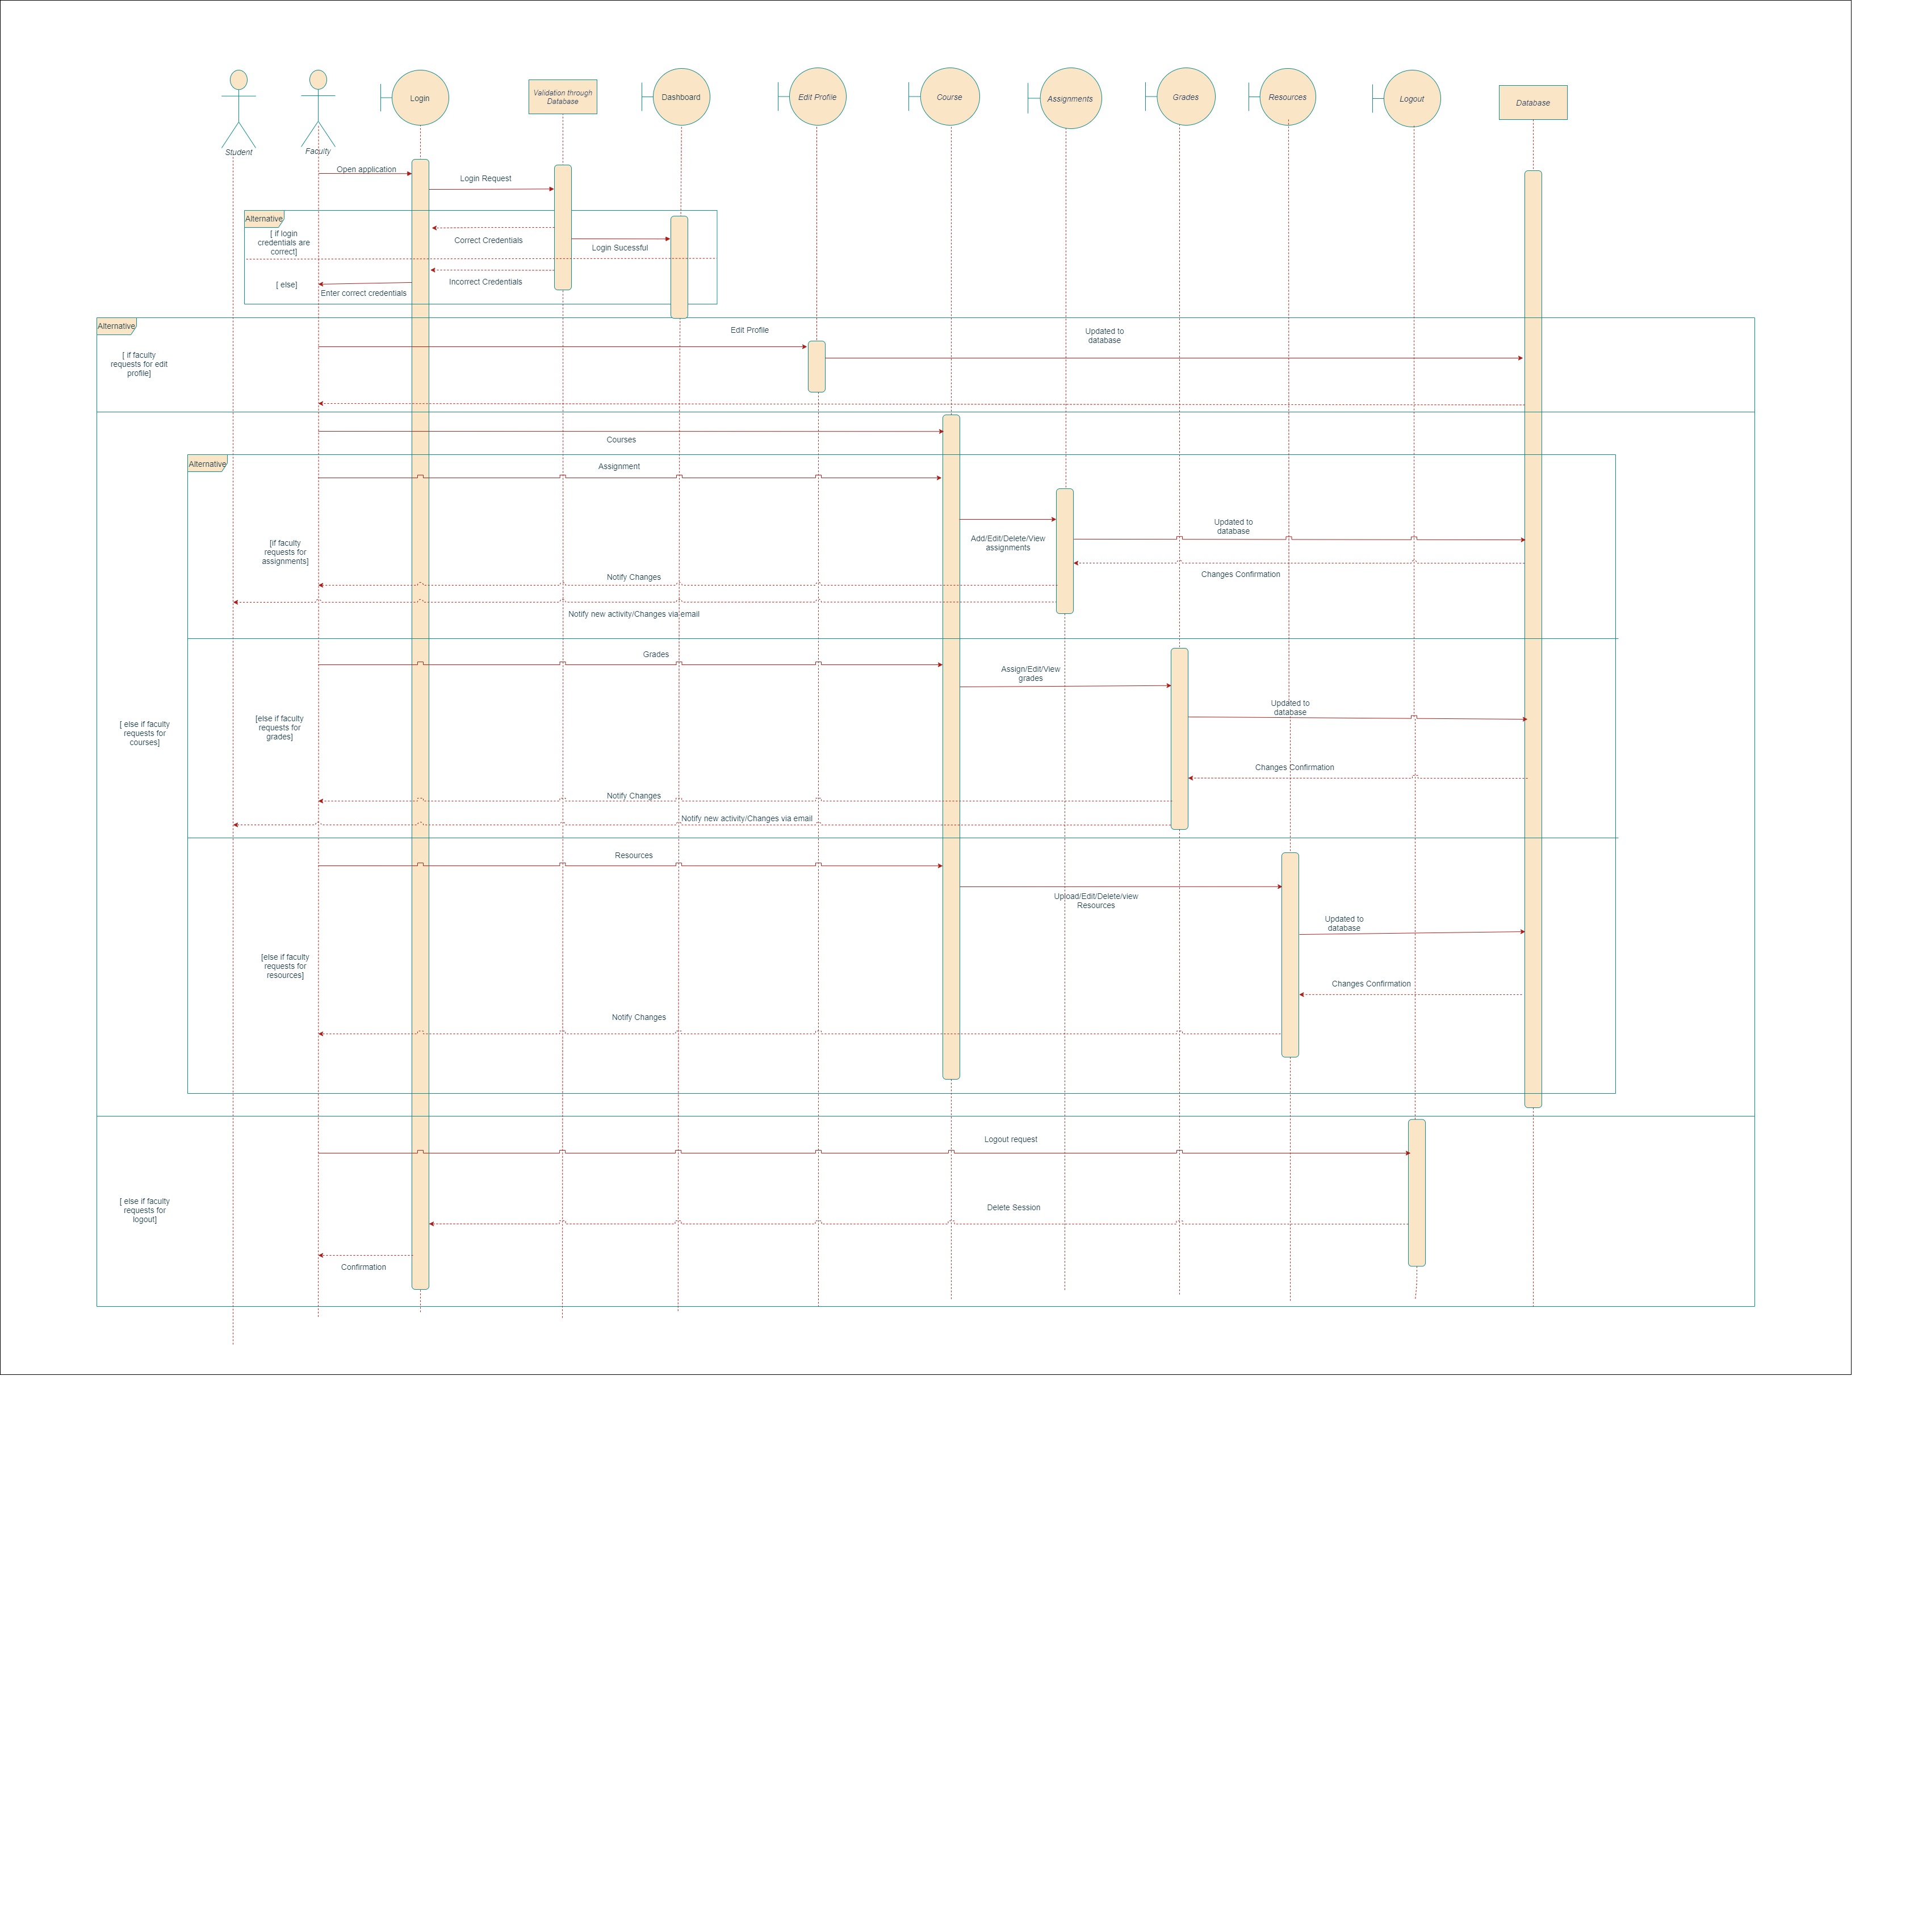 Student
Faculty
Login
Validation through
Database
Dashboard
Edit Profile
Course
Assignments
Grades
Resources
Logout
Database
Open application
Login Request
Alternative
[ if login
credentials are
correct]
Correct Credentials
Login Sucessful
Incorrect Credentials
[ else]
Enter correct credentials
Alternative
Edit Profile
Updated to
database
[ if faculty
requests for edit
profile]
Courses
Alternative
Assignment
Updated to
database
Add/Edit/Delete/View
assignments
[if faculty
requests for
assignments]
Changes Confirmation
Notify Changes
Notify new activity/Changes via email
Grades
Assign/Edit/View
grades
Updated to
database
[ else if faculty
requests for
courses]
[else if faculty
requests for
grades]
Changes Confirmation
Notify Changes
Notify new activity/Changes via email
Resources
Upload/Edit/Delete/view
Resources
Updated to
database
[else if faculty
requests for
resources]
Changes Confirmation
Notify Changes
Logout request
[ else if faculty
requests for
logout]
Delete Session
Confirmation